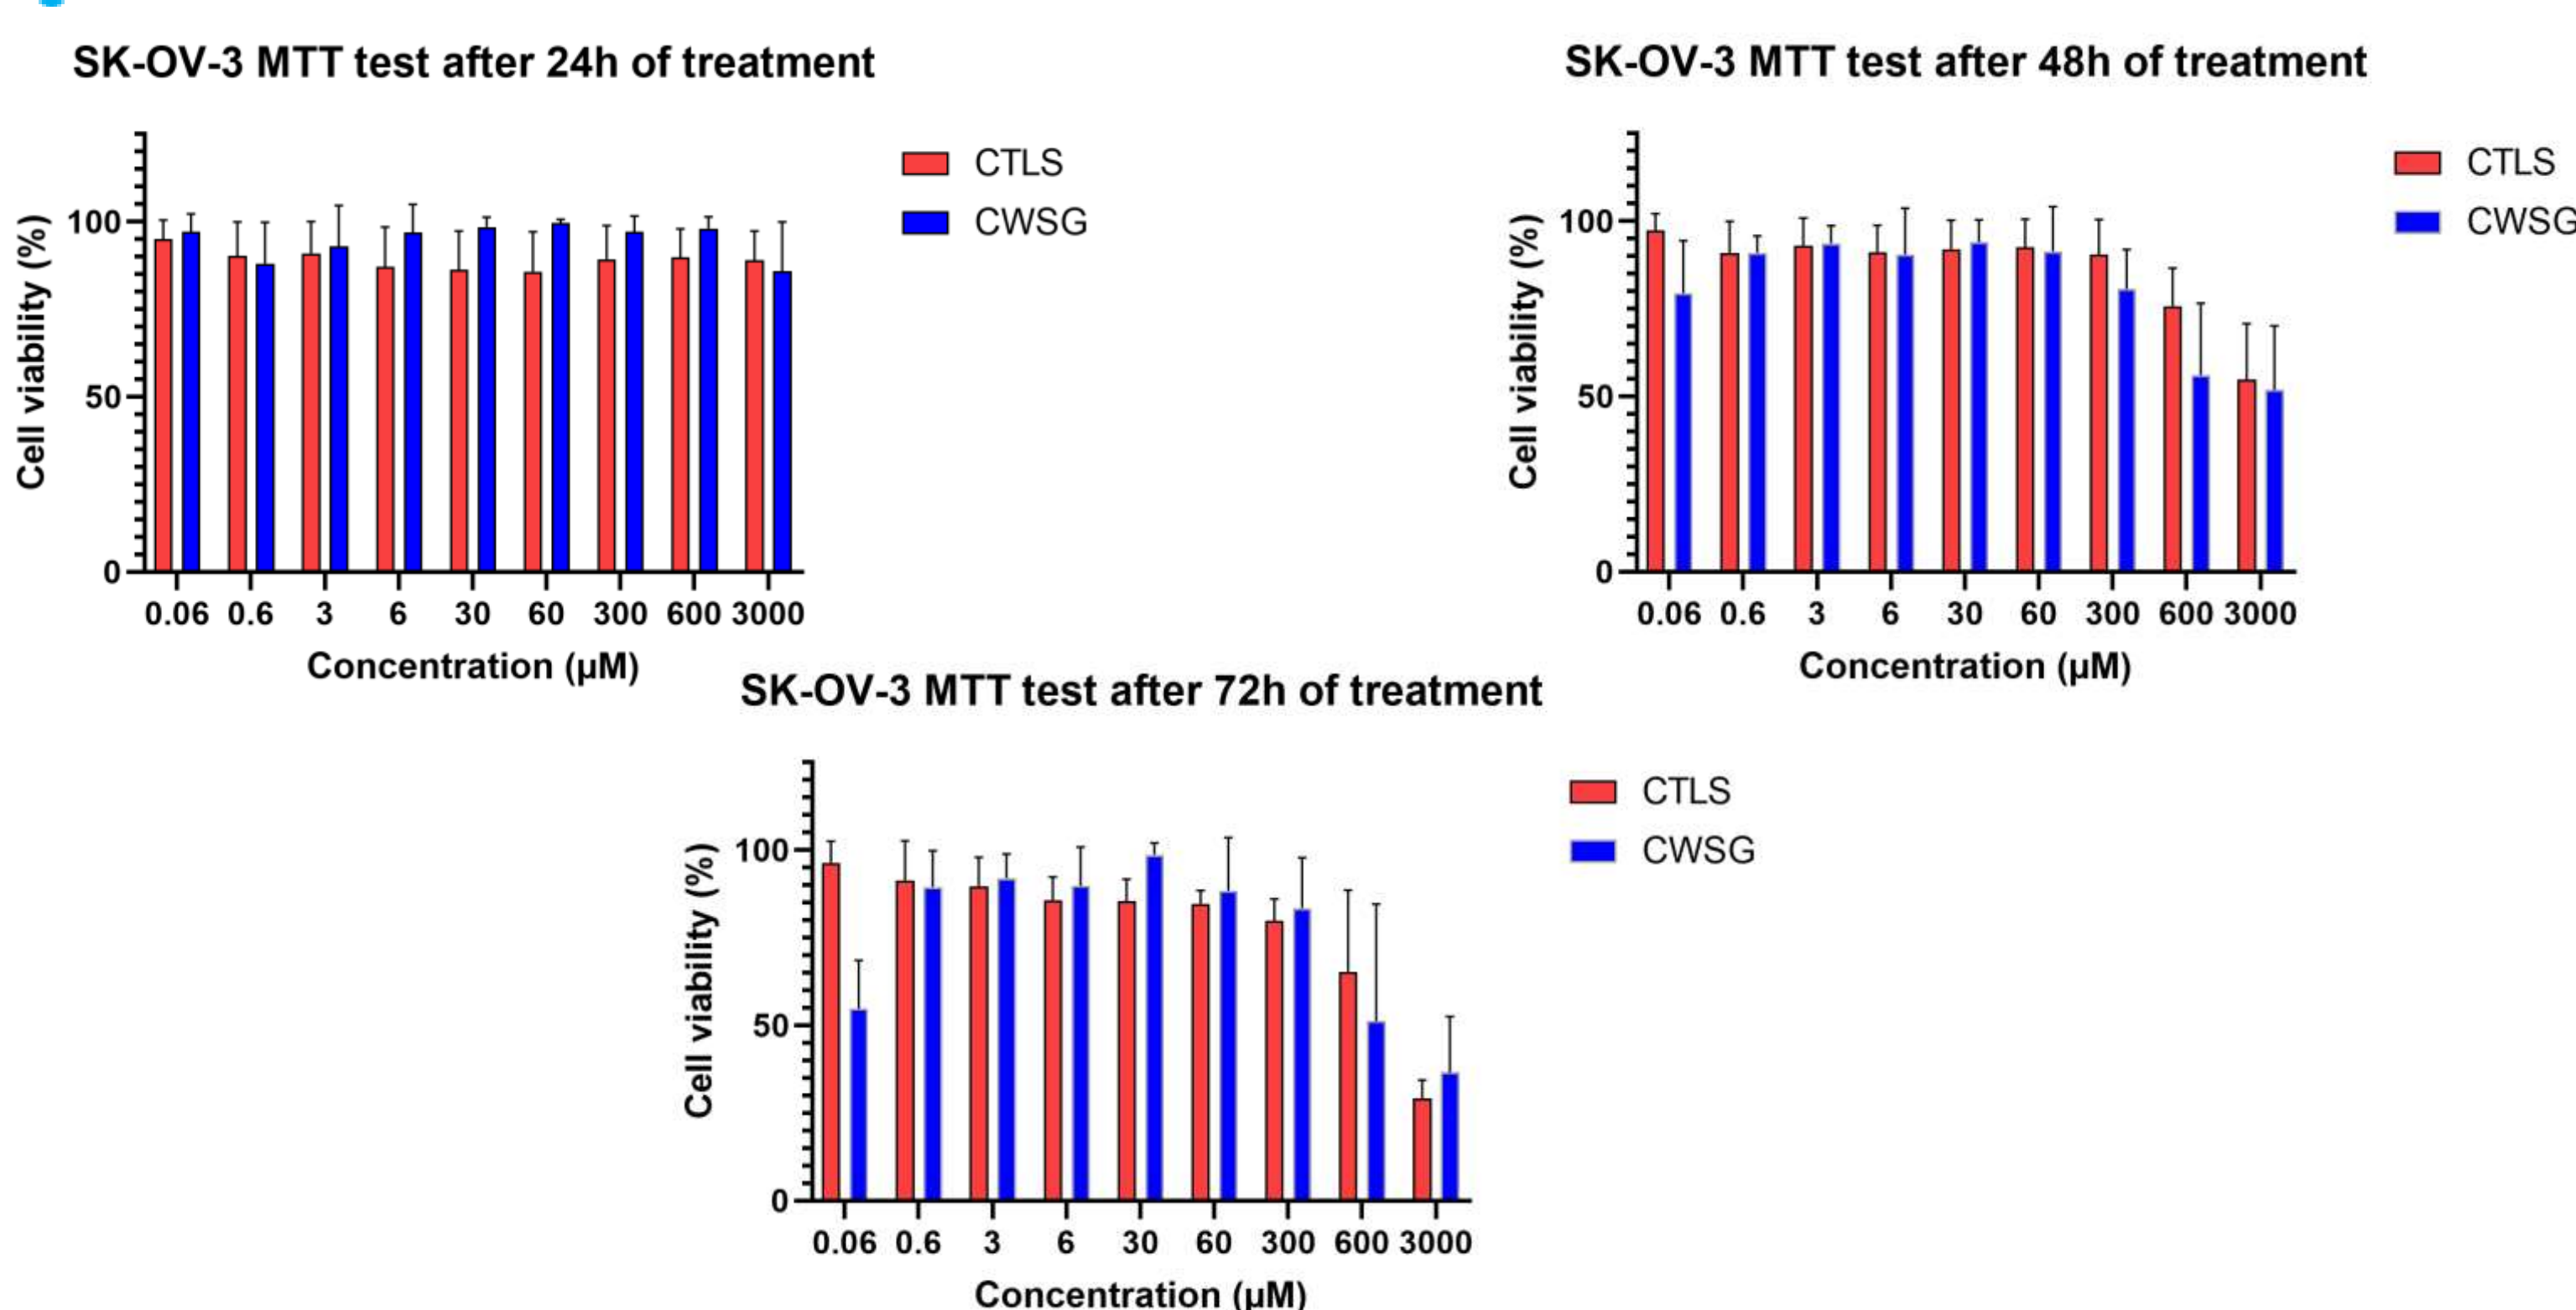 SK-OV-3 MTT test after 24h of treatment
Cell viability (%)
100
50
0
0.06 0.6 3 6 30 60 300 600 3000
Concentration (µM)
CTLS
CWSG
SK-OV-3 MTT test after 48h of treatment
Cell viability (%)
100
50
0
0.06 0.6 3 6 30 60 300 600 3000
Concentration (µM)
CTLS
CWSG
SK-OV-3 MTT test after 72h of treatment
Cell viability (%)
100
50
0
0.06 0.6 3 6 30 60 300 600 3000
Concentration (µM)
CTLS
CWSG